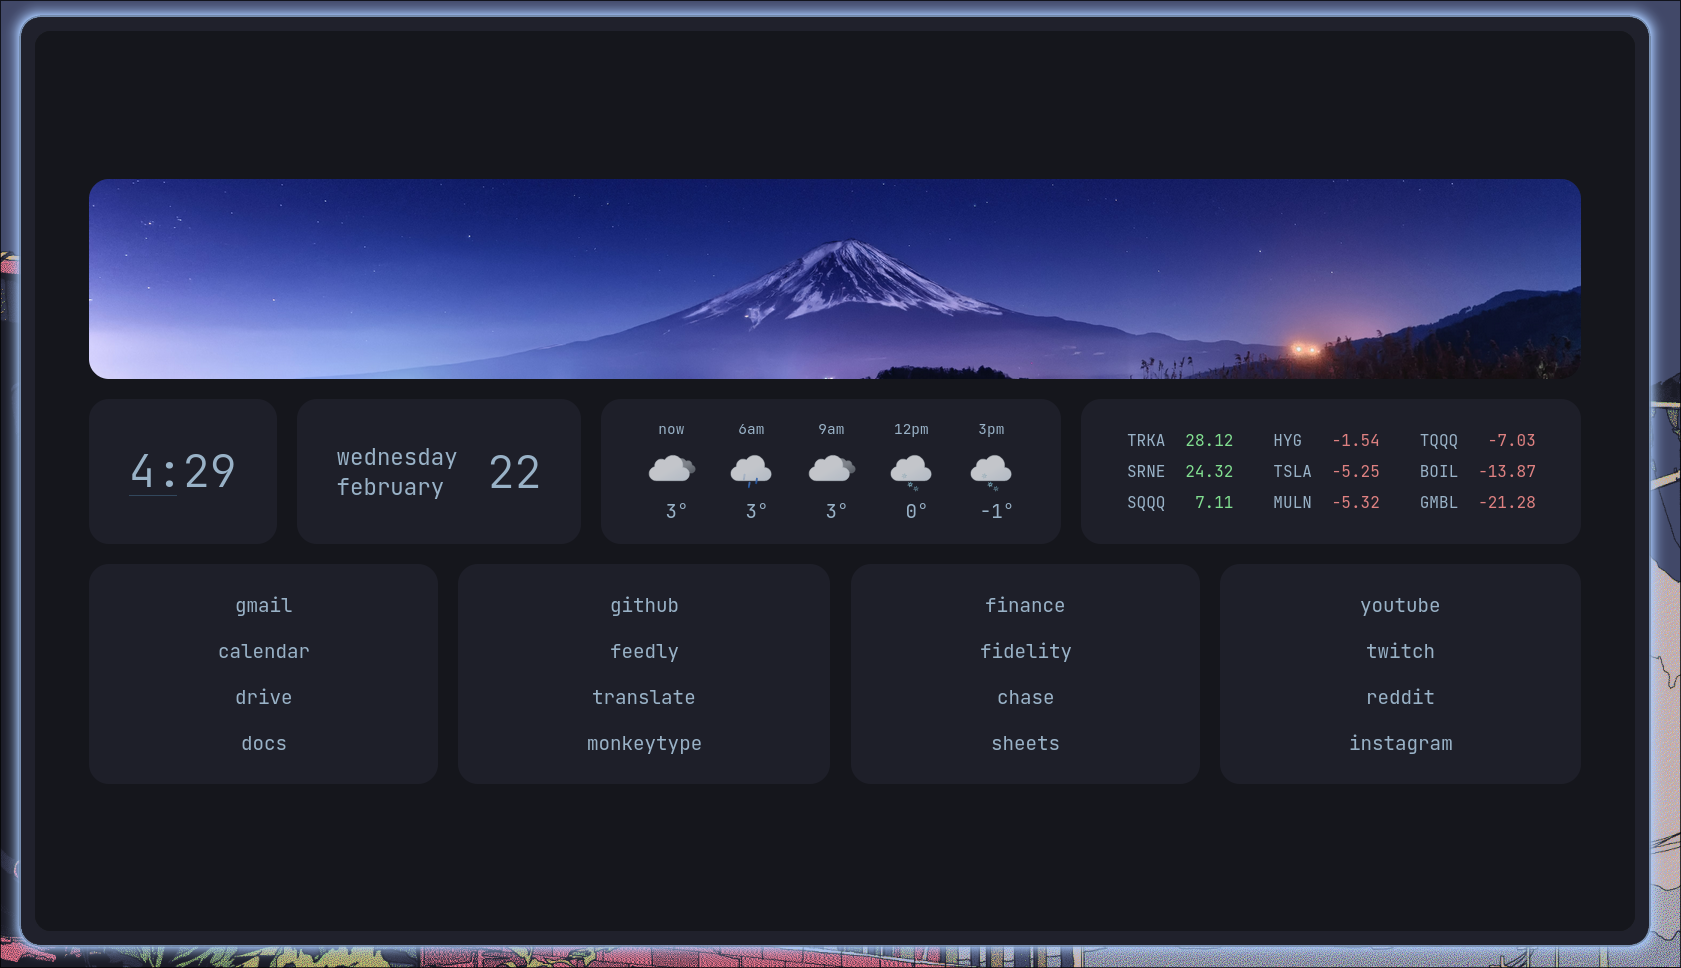 4:29
wednesday
february
22
now 6am 9am 12pm 3pm
3° 3° 3° 0° -1°
TRKA 28.12 HYG -1.54 TQQQ -7.03
SRNE 24.32 TSLA -5.25 BOIL -13.87
SQQQ 7.11 MULN -5.32 GMBL -21.28
gmail
calendar
drive
docs
github
feedly
translate
monkeytype
finance
fidelity
chase
sheets
youtube
twitch
reddit
instagram